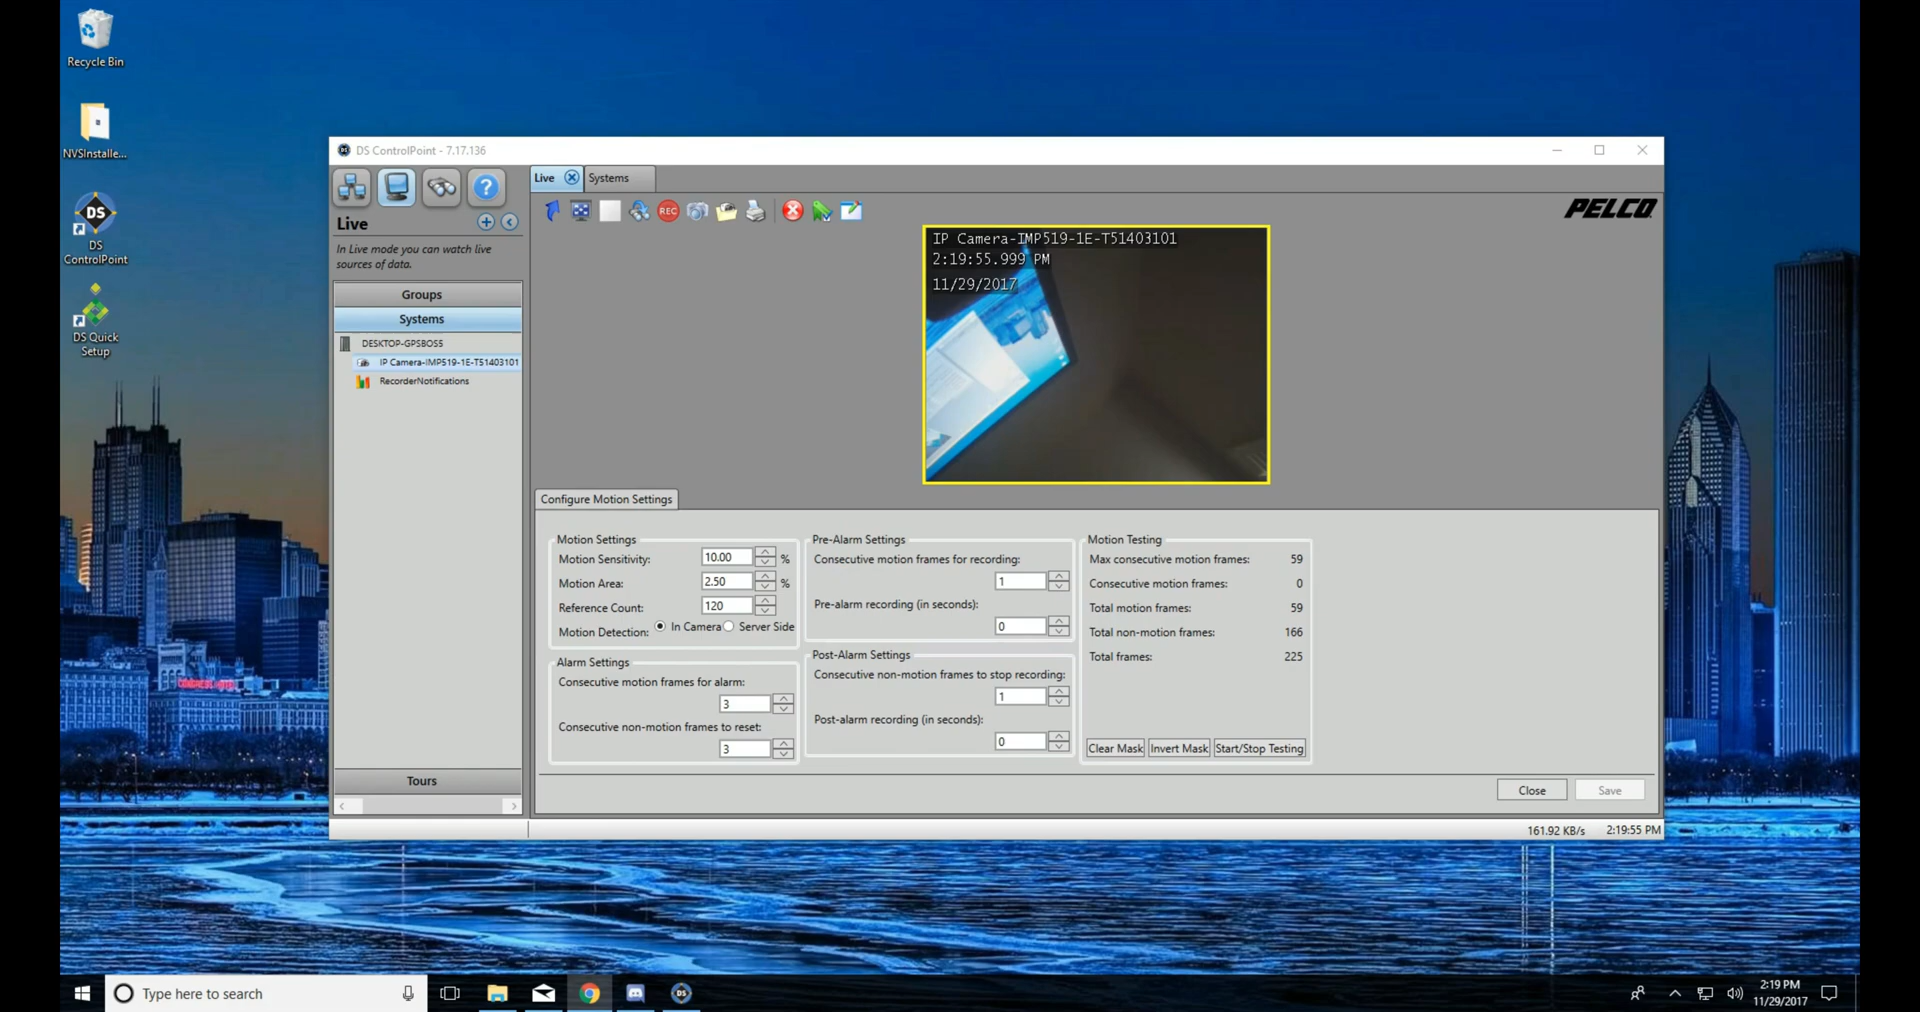 Recycle Bin
NVSInstalle...
DS
ControlPoint
DS Quick
Setup
DS ControlPoint - 7.17.136
Live
In Live mode you can watch live
sources of data.
Groups
Systems
DESKTOP-GPSBOS5
IP Camera-IMP519-1E-T51403101
RecorderNotifications
Tours
Live
Systems
REC
PELCO
IP Camera-IMP519-1E-T51403101
2:19:55.999 PM
11/29/2017
Configure Motion Settings
Motion Settings
Motion Sensitivity: 10.00 %
Motion Area: 2.50 %
Reference Count: 120
Motion Detection: In Camera Server Side
Alarm Settings
Consecutive motion frames for alarm:
3
Consecutive non-motion frames to reset:
3
Pre-Alarm Settings
Consecutive motion frames for recording:
1
Pre-alarm recording (in seconds):
0
Post-Alarm Settings
Consecutive non-motion frames to stop recording:
1
Post-alarm recording (in seconds):
0
Motion Testing
Max consecutive motion frames: 59
Consecutive motion frames: 0
Total motion frames: 59
Total non-motion frames: 166
Total frames: 225
Clear Mask Invert Mask Start/Stop Testing
Close Save
161.92 KB/s 2:19:55 PM
Type here to search
DS
2:19 PM
11/29/2017